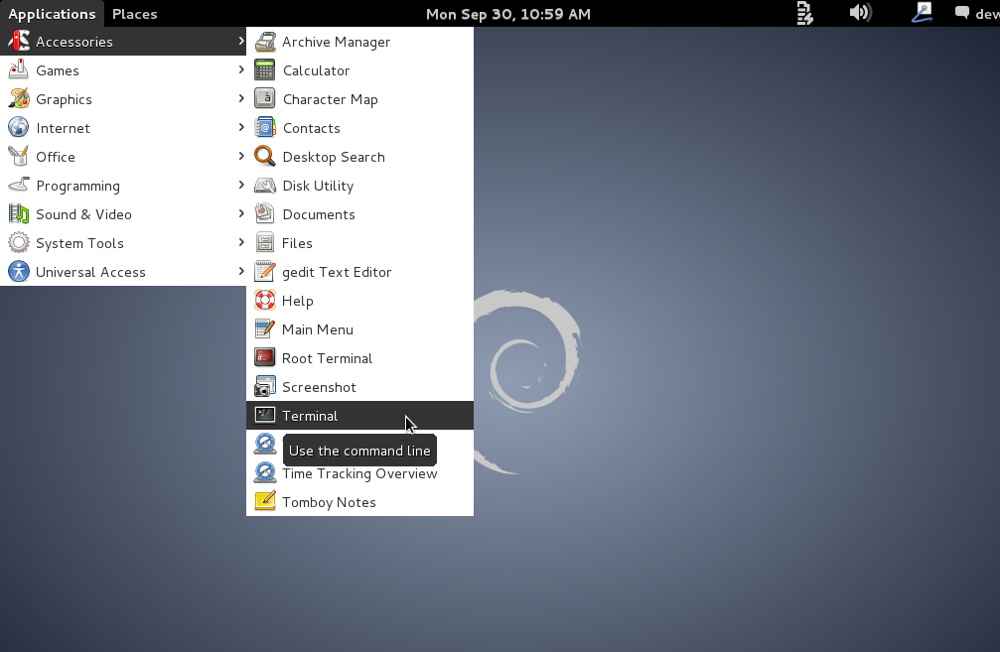 Applications Places Mon Sep 30, 10:59 AM dew
Accessories
Games
Graphics
Internet
Office
Programming
Sound & Video
System Tools
Universal Access
Archive Manager
Calculator
Character Map
Contacts
Desktop Search
Disk Utility
Documents
Files
gedit Text Editor
Help
Main Menu
Root Terminal
Screenshot
Terminal
Use the command line
Time Tracking Overview
Tomboy Notes